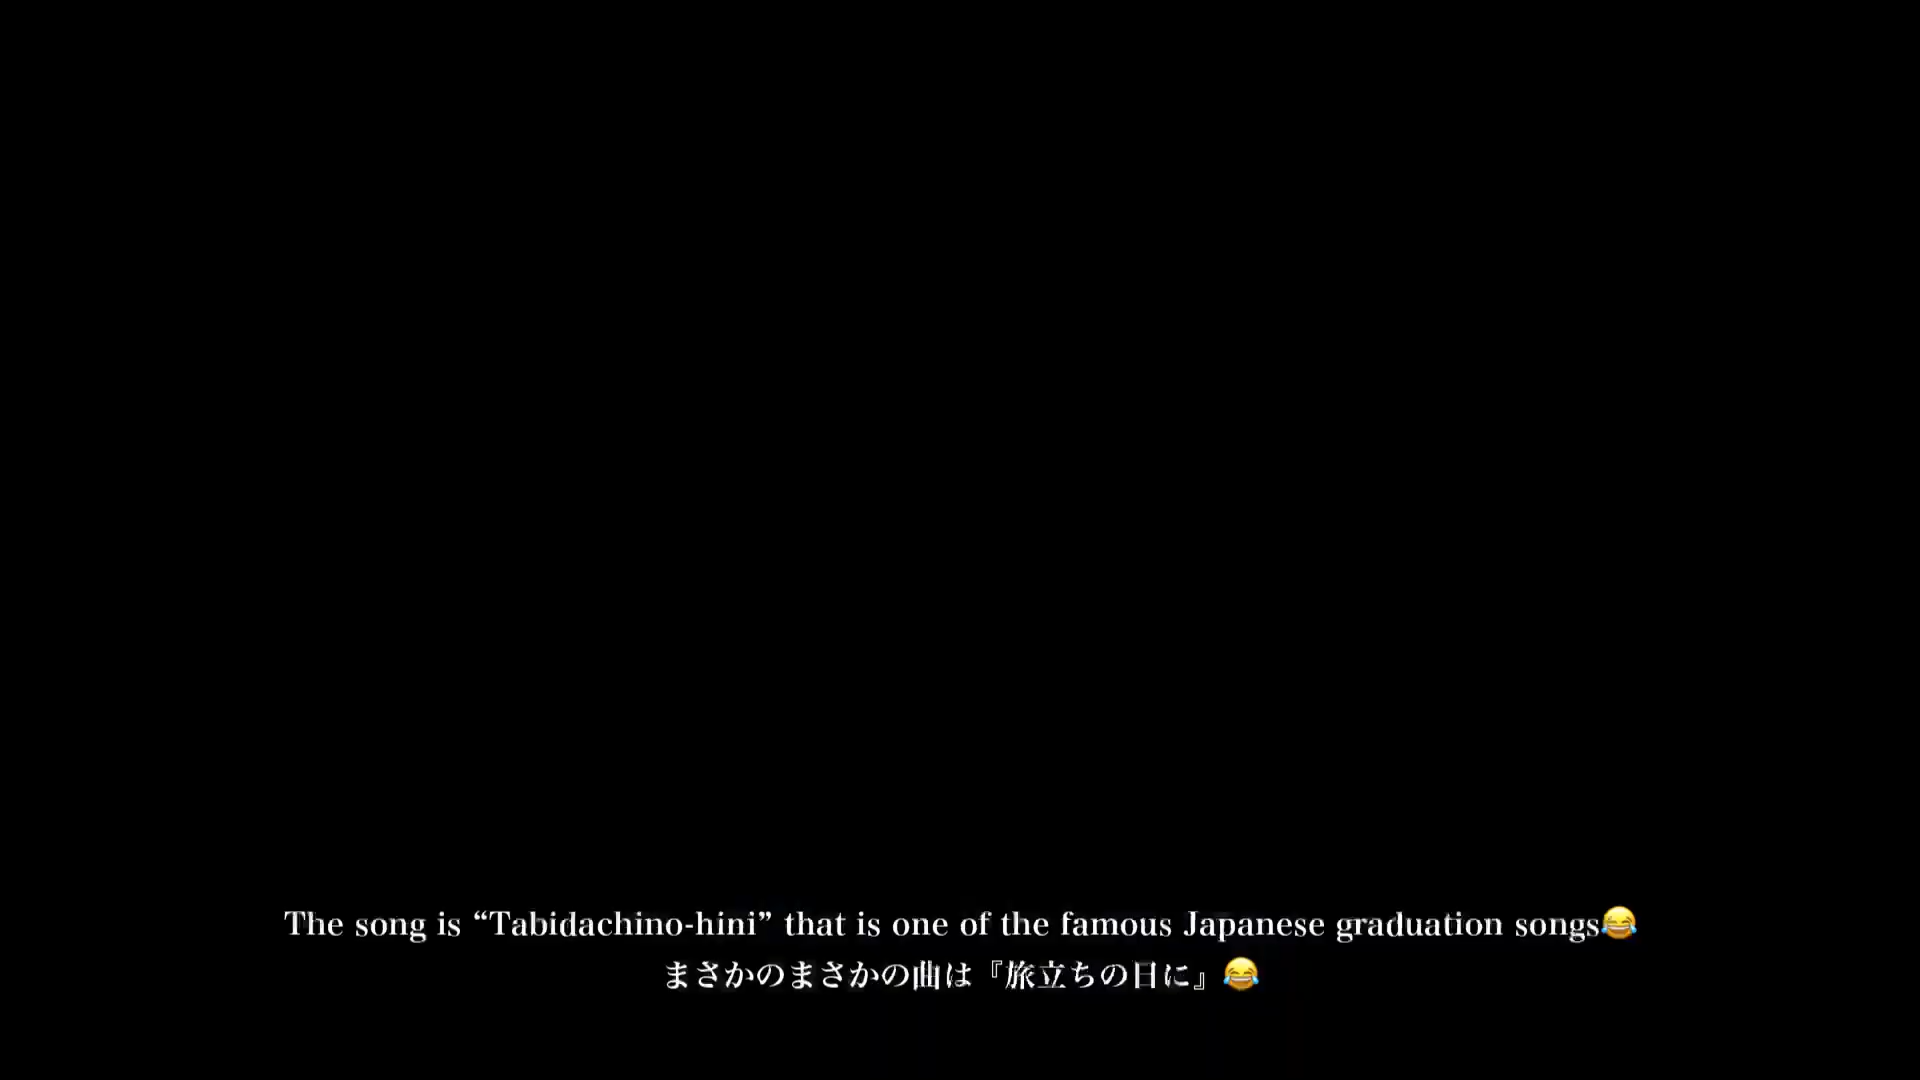 The song is “Tabidachino-hini” that is one of the famous Japanese graduation songs😂
まさかのまさかの曲は『旅立ちの日に』😂